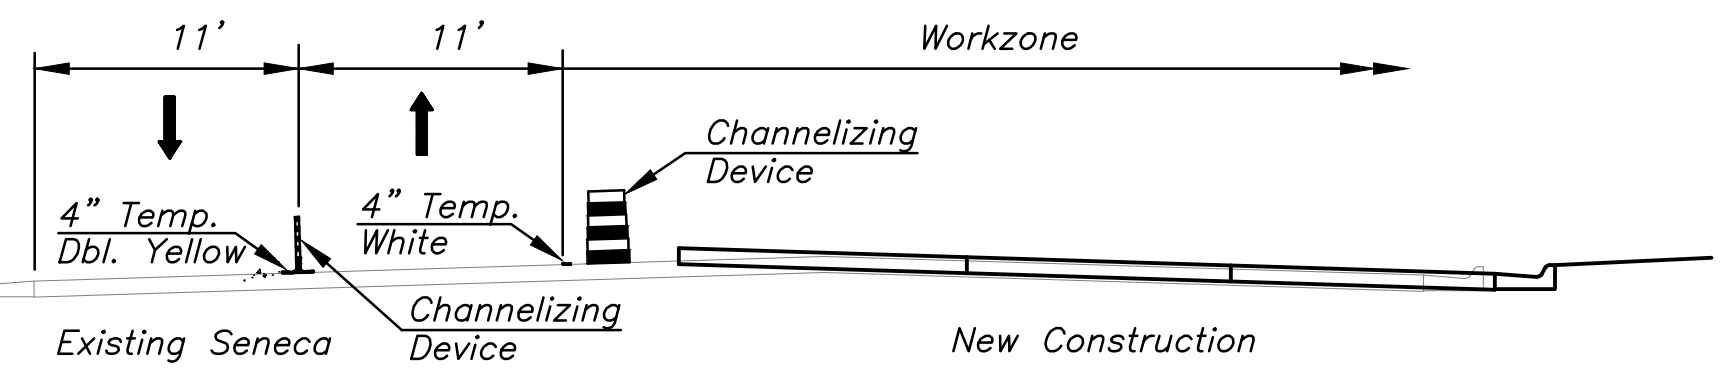 11' 11' Workzone
Channelizing
Device
4" Temp.
Dbl. Yellow
4" Temp.
White
Channelizing
Device
Existing Seneca
New Construction